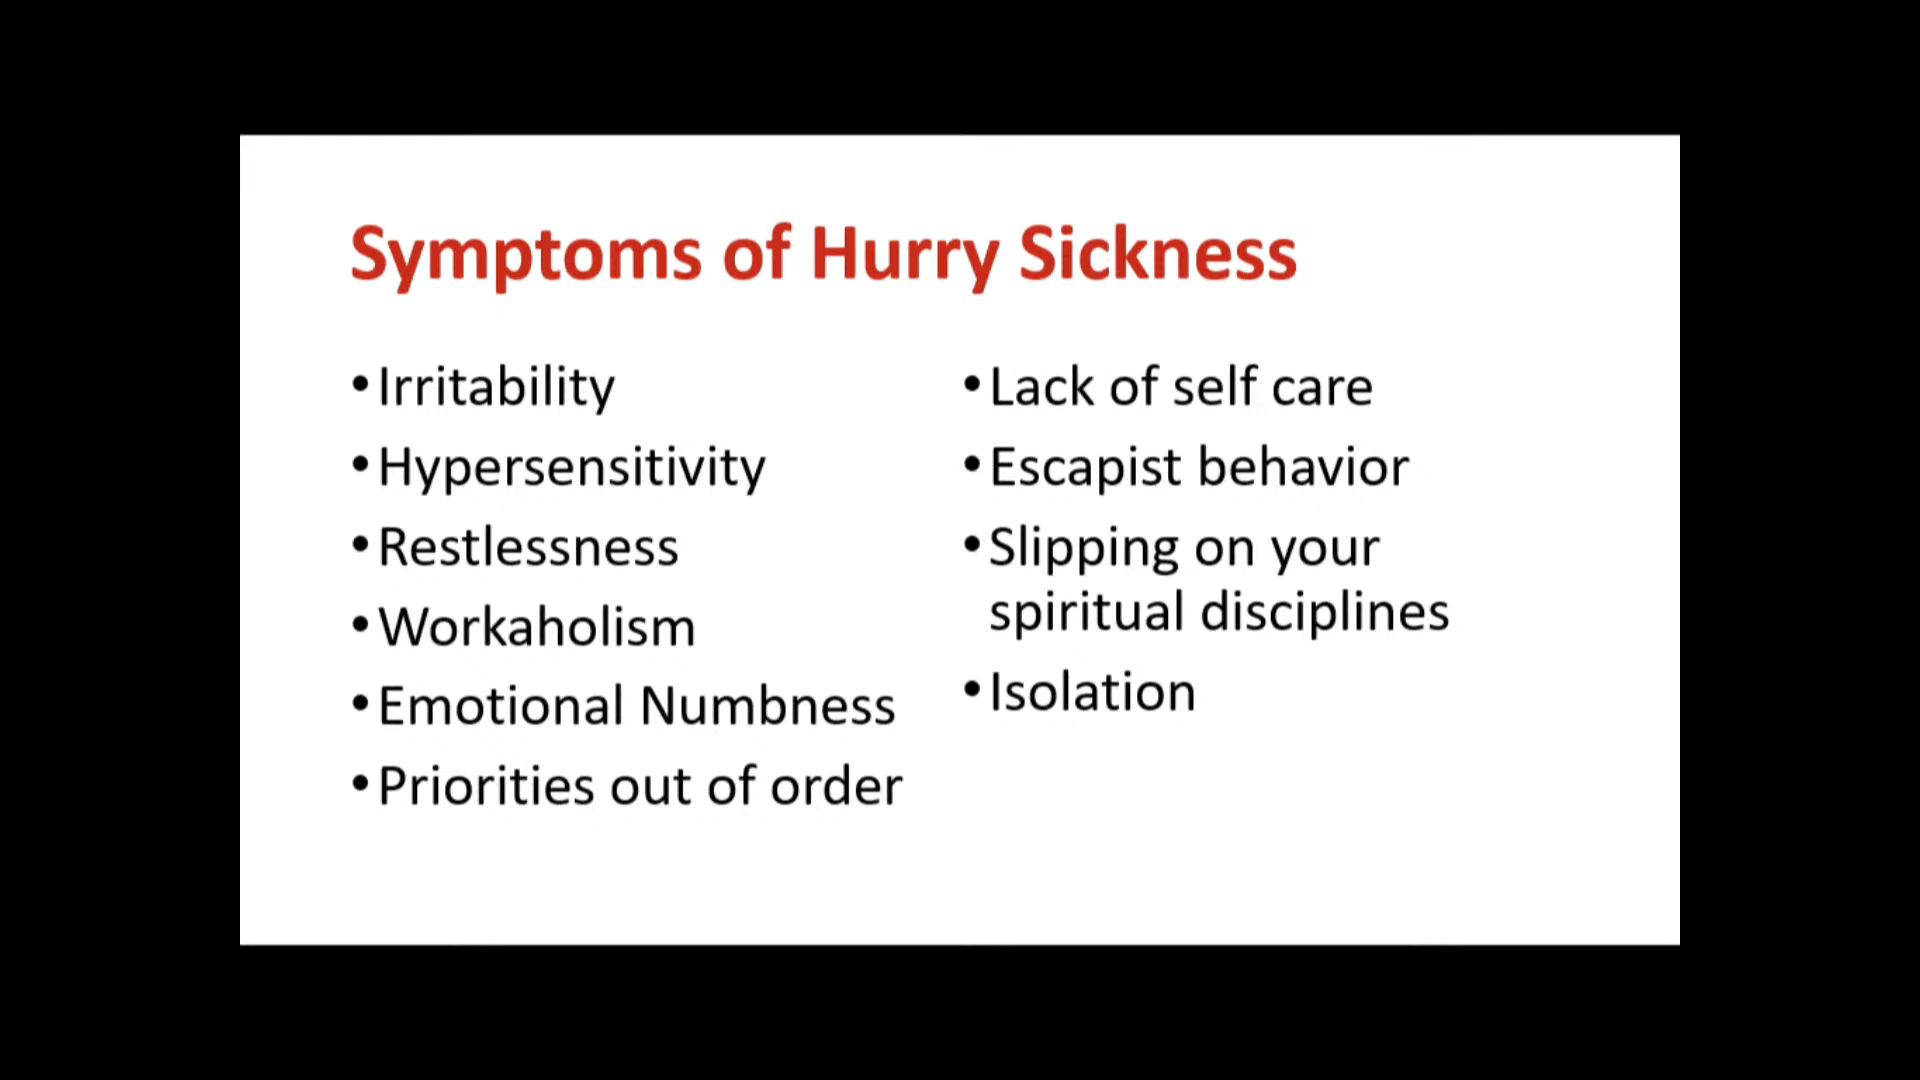 Symptoms of Hurry Sickness
•Irritability
•Hypersensitivity
•Restlessness
•Workaholism
•Emotional Numbness
•Priorities out of order
•Lack of self care
•Escapist behavior
•Slipping on your
spiritual disciplines
•Isolation